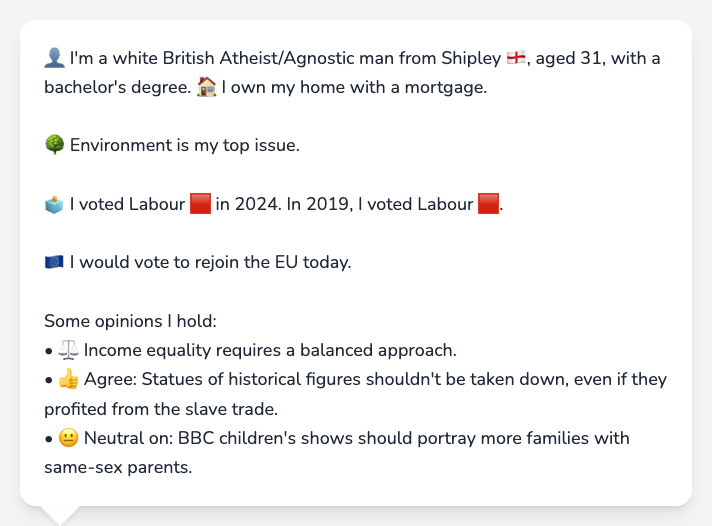 👤 I'm a white British Atheist/Agnostic man from Shipley 🏴󠁧󠁢󠁥󠁮󠁧󠁿, aged 31, with a
bachelor's degree. 🏠 I own my home with a mortgage.
🌳 Environment is my top issue.
🗳️ I voted Labour 🟥 in 2024. In 2019, I voted Labour 🟥.
🇪🇺 I would vote to rejoin the EU today.
Some opinions I hold:
• ⚖️ Income equality requires a balanced approach.
• 👍 Agree: Statues of historical figures shouldn't be taken down, even if they
profited from the slave trade.
• 😐 Neutral on: BBC children's shows should portray more families with
same-sex parents.